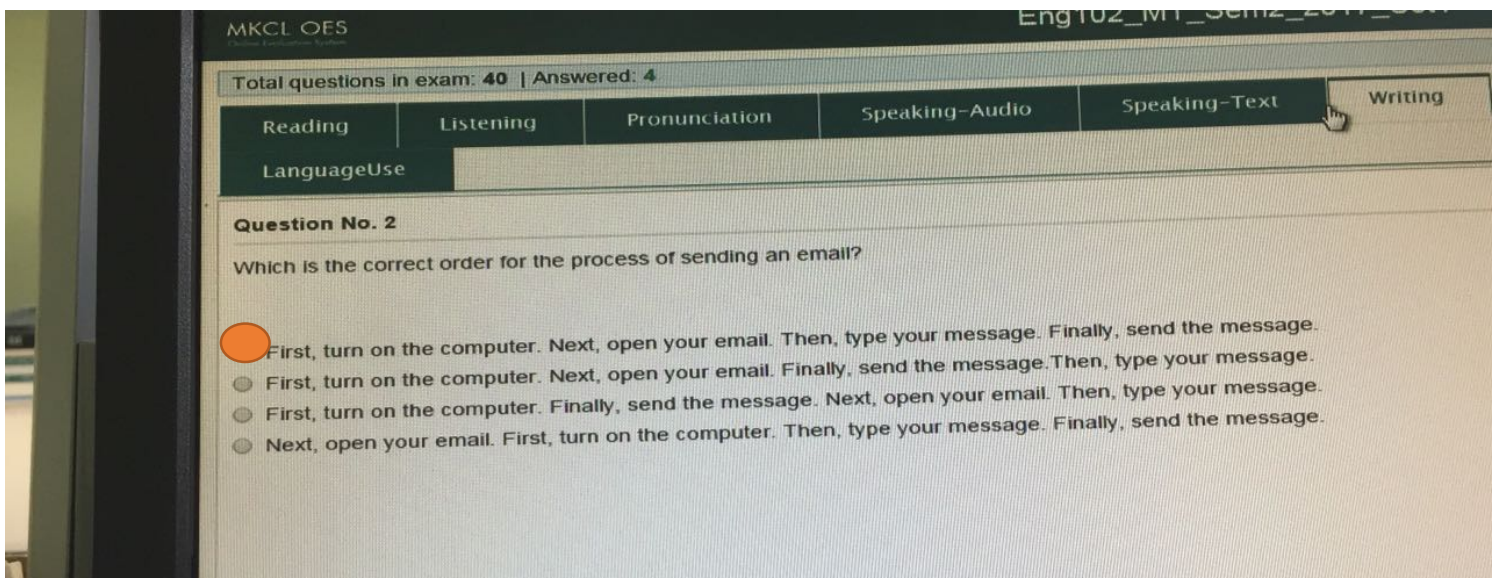 MKCL OES
Online Evaluation System
Total questions in exam: 40 | Answered: 4
Reading
Listening
Pronunciation
Speaking-Audio
Speaking-Text
Writing
LanguageUse
Question No. 2
Which is the correct order for the process of sending an email?
First, turn on the computer. Next, open your email. Then, type your message. Finally, send the message.
First, turn on the computer. Next, open your email. Finally, send the message.Then, type your message.
First, turn on the computer. Finally, send the message. Next, open your email. Then, type your message.
Next, open your email. First, turn on the computer. Then, type your message. Finally, send the message.